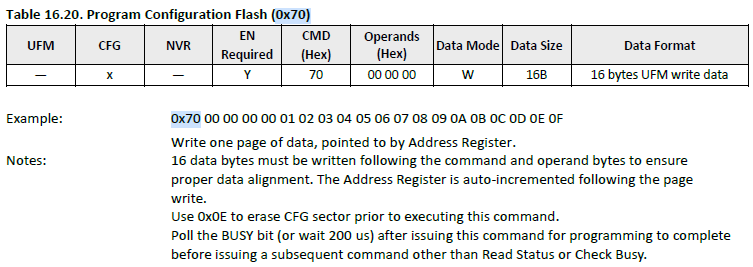 Table 16.20. Program Configuration Flash (0x70)
UFM CFG NVR EN Required CMD (Hex) Operands (Hex) Data Mode Data Size Data Format
— x — Y 70 00 00 00 W 16B 16 bytes UFM write data
Example: 0x70 00 00 00 00 01 02 03 04 05 06 07 08 09 0A 0B 0C 0D 0E 0F
Write one page of data, pointed to by Address Register.
Notes: 16 data bytes must be written following the command and operand bytes to ensure
proper data alignment. The Address Register is auto-incremented following the page
write.
Use 0x0E to erase CFG sector prior to executing this command.
Poll the BUSY bit (or wait 200 us) after issuing this command for programming to complete
before issuing a subsequent command other than Read Status or Check Busy.